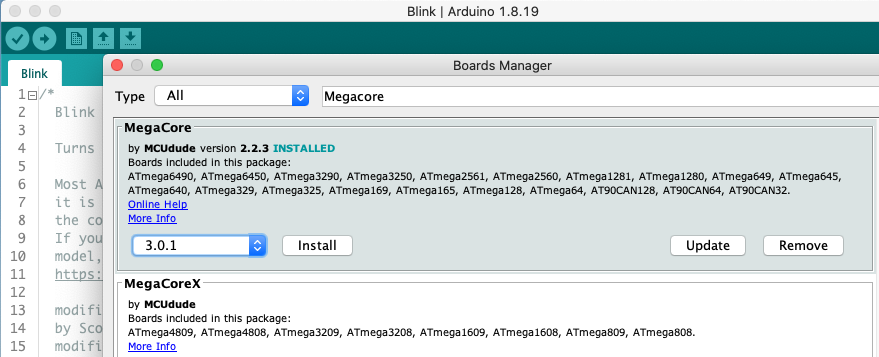 Blink | Arduino 1.8.19
Boards Manager
Blink
Type All Megacore
1 /*
2 Blink
3
4 Turns
5
6 Most A
7 it is
8 the co
9 If you
10 model,
11 https:
12
13 modifi
14 by Sco
15 modifi
MegaCore
by MCUdude version 2.2.3 INSTALLED
Boards included in this package:
ATmega6490, ATmega6450, ATmega3290, ATmega3250, ATmega2561, ATmega2560, ATmega1281, ATmega1280, ATmega649, ATmega645,
ATmega640, ATmega329, ATmega325, ATmega169, ATmega165, ATmega128, ATmega64, AT90CAN128, AT90CAN64, AT90CAN32.
Online Help
More Info
3.0.1 Install Update Remove
MegaCoreX
by MCUdude
Boards included in this package:
ATmega4809, ATmega4808, ATmega3209, ATmega3208, ATmega1609, ATmega1608, ATmega809, ATmega808.
More Info